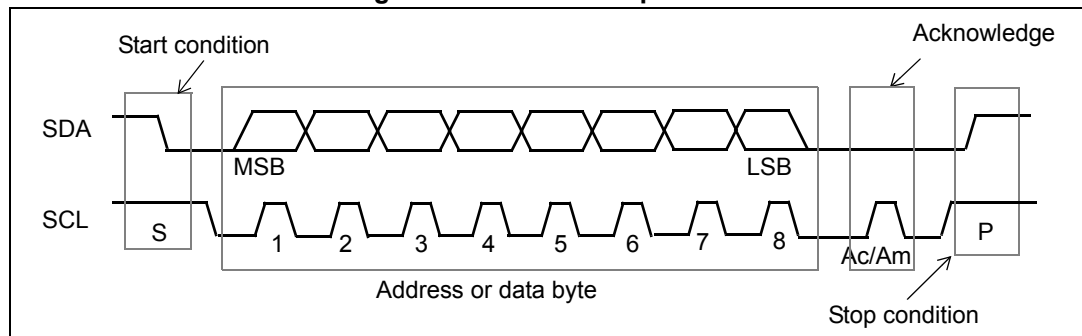 Start condition
Acknowledge
SDA
MSB
LSB
SCL
S
1
2
3
4
5
6
7
8
Ac/Am
P
Address or data byte
Stop condition